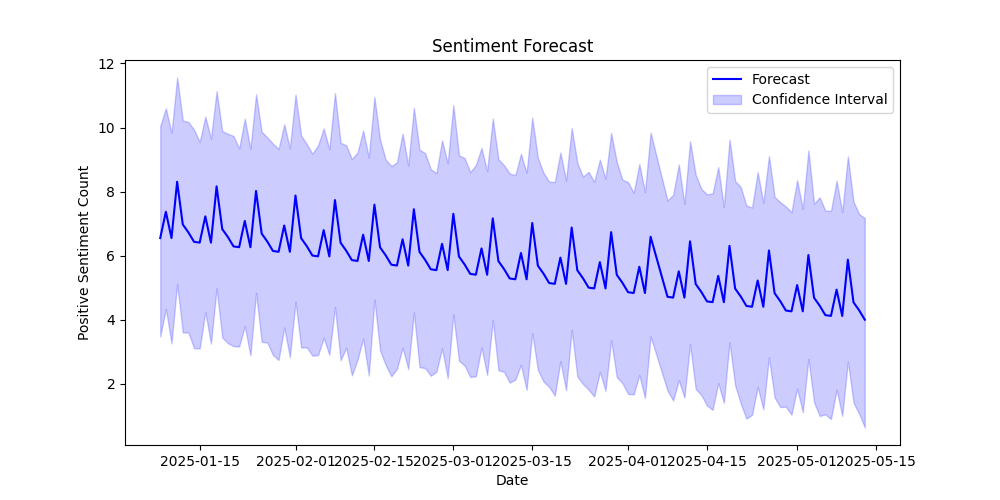 Sentiment Forecast
Forecast
Confidence Interval
Positive Sentiment Count
12
10
8
6
4
2
2025-01-15 2025-02-01 2025-02-15 2025-03-01 2025-03-15 2025-04-01 2025-04-15 2025-05-01 2025-05-15
Date